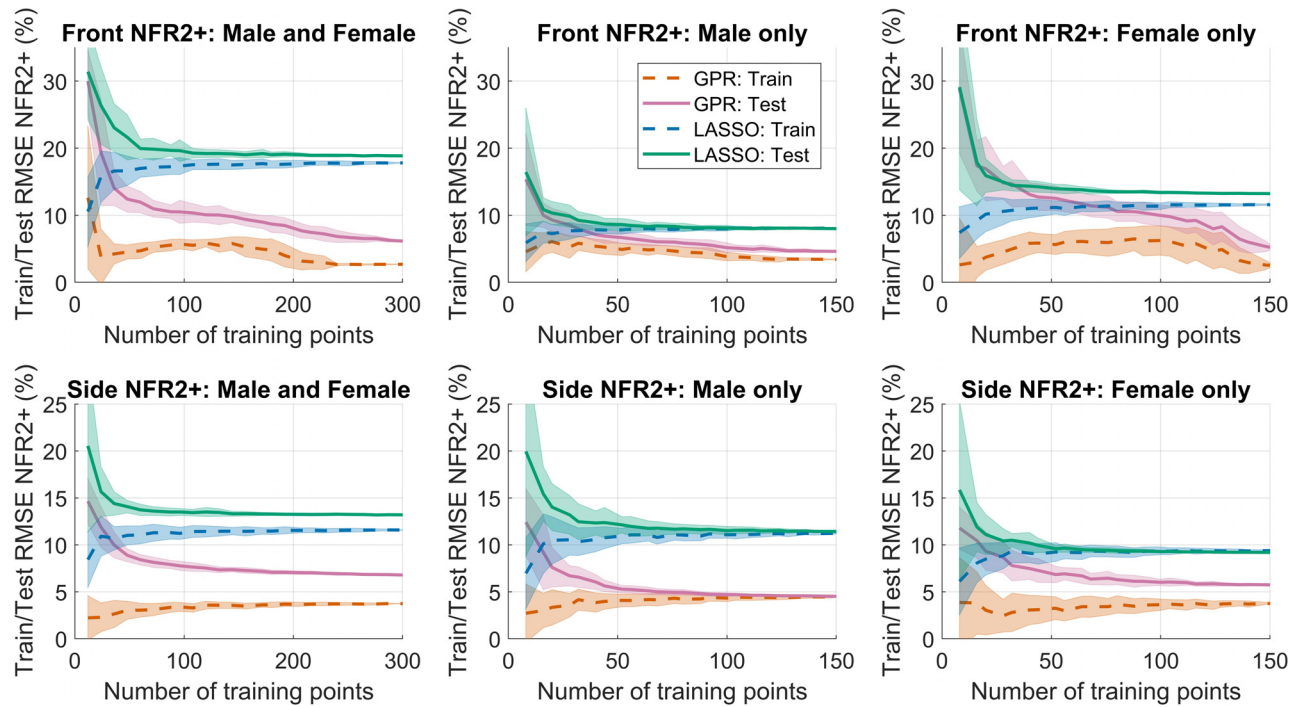 Front NFR2+: Male and Female
Train/Test RMSE NFR2+ (%)
30
20
10
0
0
100
200
300
Number of training points
Front NFR2+: Male only
Train/Test RMSE NFR2+ (%)
30
20
10
0
0
50
100
150
Number of training points
GPR: Train
GPR: Test
LASSO: Train
LASSO: Test
Front NFR2+: Female only
Train/Test RMSE NFR2+ (%)
30
20
10
0
0
50
100
150
Number of training points
Side NFR2+: Male and Female
Train/Test RMSE NFR2+ (%)
25
20
15
10
5
0
0
100
200
300
Number of training points
Side NFR2+: Male only
Train/Test RMSE NFR2+ (%)
25
20
15
10
5
0
0
50
100
150
Number of training points
Side NFR2+: Female only
Train/Test RMSE NFR2+ (%)
25
20
15
10
5
0
0
50
100
150
Number of training points